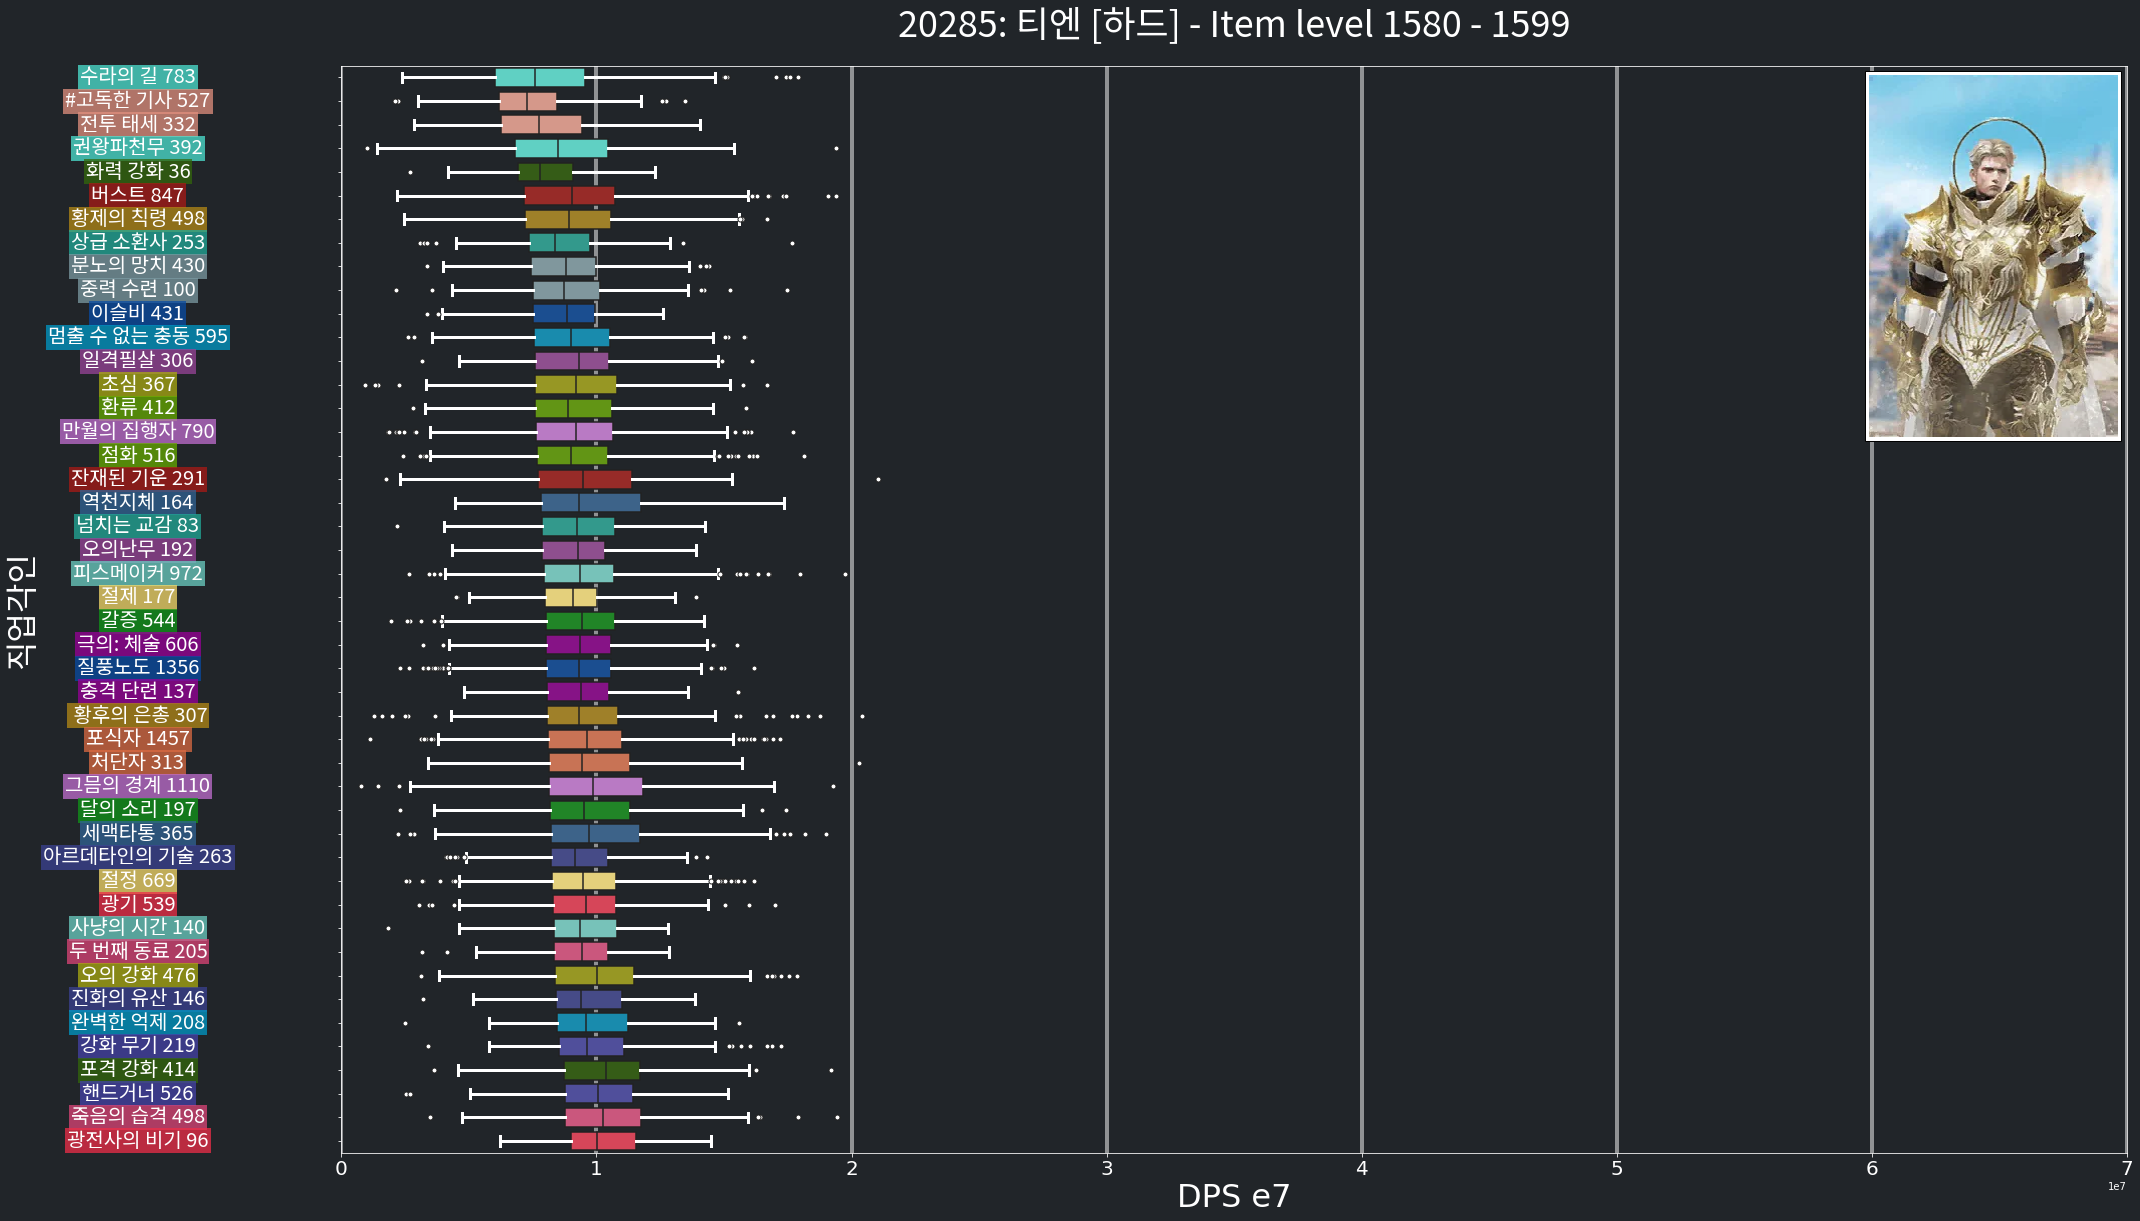 20285: 티엔 [하드] - Item level 1580 - 1599
직업각인
수라의 길 783
#고독한 기사 527
전투 태세 332
권왕파천무 392
화력 강화 36
버스트 847
황제의 칙령 498
상급 소환사 253
분노의 망치 430
중력 수련 100
이슬비 431
멈출 수 없는 충동 595
일격필살 306
초심 367
환류 412
만월의 집행자 790
점화 516
잔재된 기운 291
역천지체 164
넘치는 교감 83
오의난무 192
피스메이커 972
절제 177
갈증 544
극의: 체술 606
질풍노도 1356
충격 단련 137
황후의 은총 307
포식자 1457
처단자 313
그믐의 경계 1110
달의 소리 197
세맥타통 365
아르데타인의 기술 263
절정 669
광기 539
사냥의 시간 140
두 번째 동료 205
오의 강화 476
진화의 유산 146
완벽한 억제 208
강화 무기 219
포격 강화 414
핸드거너 526
죽음의 습격 498
광전사의 비기 96
0 1 2 3 4 5 6 7
DPS e7
1e7